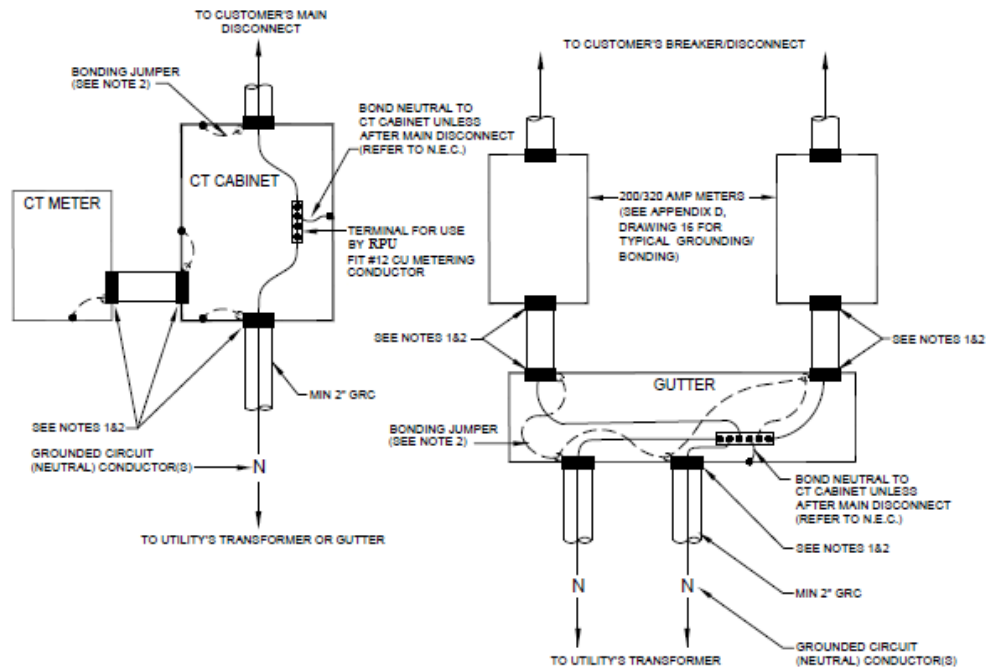 TO CUSTOMER'S MAIN
DISCONNECT
BONDING JUMPER
(SEE NOTE 2)
BOND NEUTRAL TO
CT CABINET UNLESS
AFTER MAIN DISCONNECT
(REFER TO N.E.C.)
CT CABINET
CT METER
TERMINAL FOR USE
BY RPU
FIT #12 CU METERING
CONDUCTOR
MIN 2" GRC
SEE NOTES 1&2
GROUNDED CIRCUIT
(NEUTRAL) CONDUCTOR(S)
N
TO UTILITY'S TRANSFORMER OR GUTTER
TO CUSTOMER'S BREAKER/DISCONNECT
200/320 AMP METERS
(SEE APPENDIX D,
DRAWING 16 FOR
TYPICAL GROUNDING/
BONDING)
SEE NOTES 1&2
SEE NOTES 1&2
GUTTER
BONDING JUMPER
(SEE NOTE 2)
BOND NEUTRAL TO
CT CABINET UNLESS
AFTER MAIN DISCONNECT
(REFER TO N.E.C.)
SEE NOTES 1&2
N
N
MIN 2" GRC
GROUNDED CIRCUIT
(NEUTRAL) CONDUCTOR(S)
TO UTILITY'S TRANSFORMER